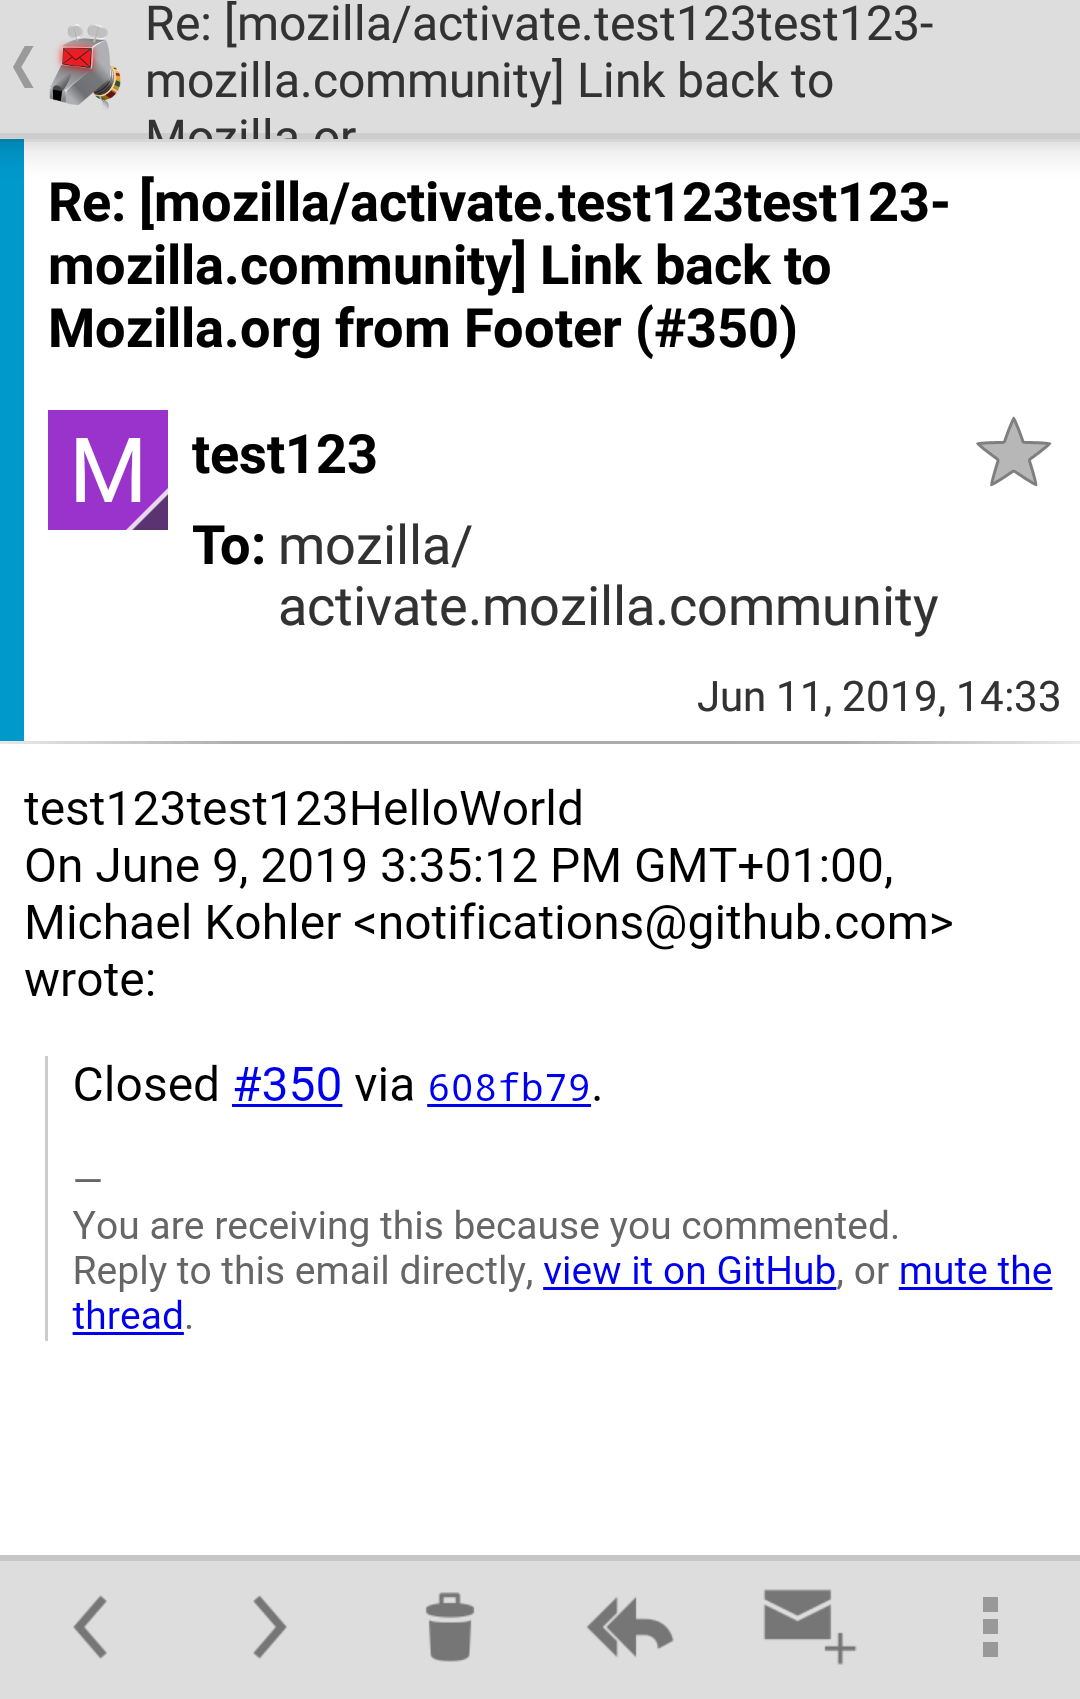 Re: [mozilla/activate.test123test123-
mozilla.community] Link back to
Mozilla.or
Re: [mozilla/activate.test123test123-
mozilla.community] Link back to
Mozilla.org from Footer (#350)
M
test123
To: mozilla/
activate.mozilla.community
Jun 11, 2019, 14:33
test123test123HelloWorld
On June 9, 2019 3:35:12 PM GMT+01:00,
Michael Kohler <notifications@github.com>
wrote:
Closed #350 via 608fb79.
—
You are receiving this because you commented.
Reply to this email directly, view it on GitHub, or mute the
thread.